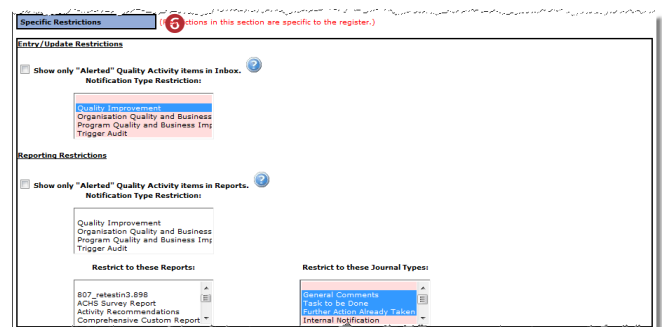 Specific Restrictions
6
in this section are specific to the register.)
Entry/Update Restrictions
Show only "Alerted" Quality Activity items in Inbox.
?
Notification Type Restriction:
Quality Improvement
Organisation Quality and Business
Program Quality and Business Imp
Trigger Audit
Reporting Restrictions
Show only "Alerted" Quality Activity items in Reports.
?
Notification Type Restriction:
Quality Improvement
Organisation Quality and Business
Program Quality and Business Imp
Trigger Audit
Restrict to these Reports:
Restrict to these Journal Types:
807_retestin3.898
ACHS Survey Report
Activity Recommendations
Comprehensive Custom Report
General Comments
Task to be Done
Further Action Already Taken
Internal Notification